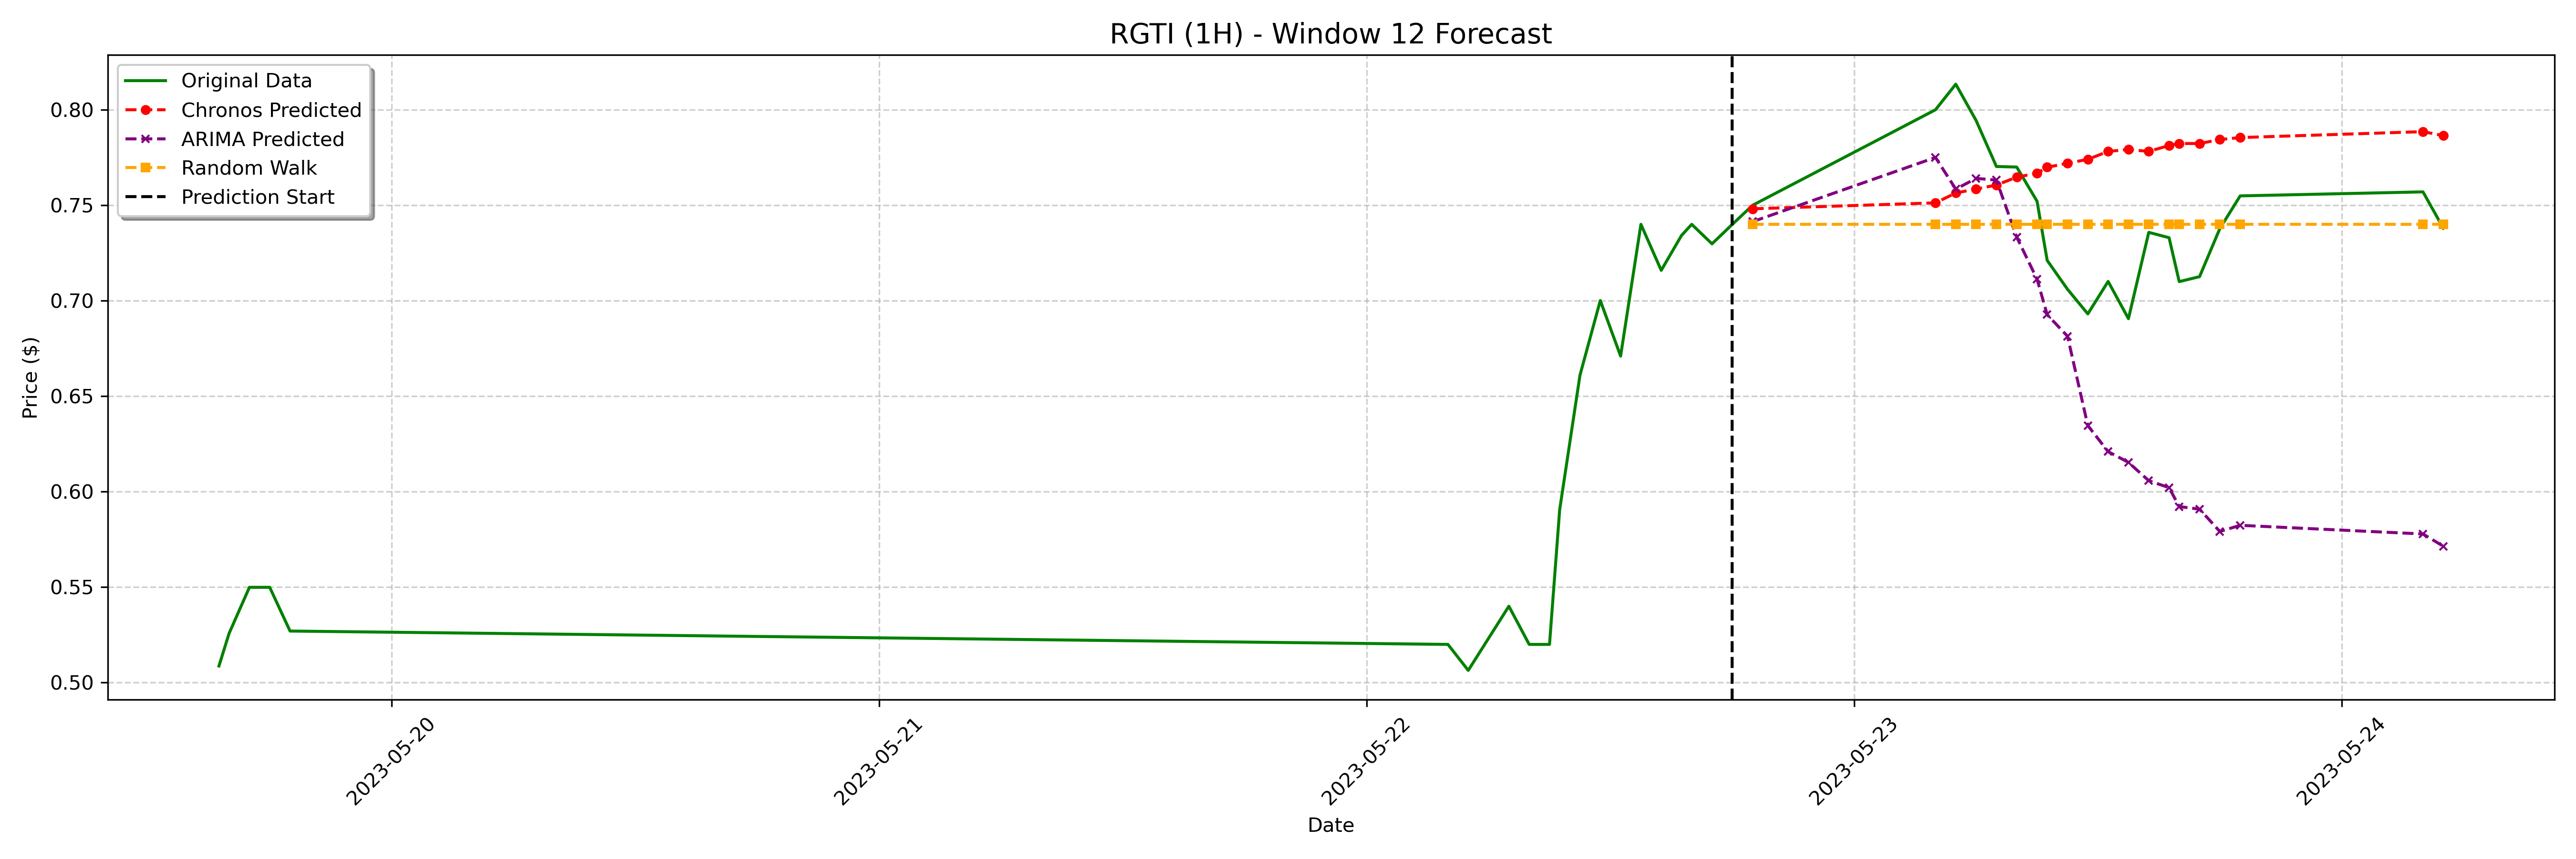 RGTI (1H) - Window 12 Forecast
Original Data
Chronos Predicted
ARIMA Predicted
Random Walk
Prediction Start
Price ($)
0.80
0.75
0.70
0.65
0.60
0.55
0.50
2023-05-20
2023-05-21
2023-05-22
2023-05-23
2023-05-24
Date